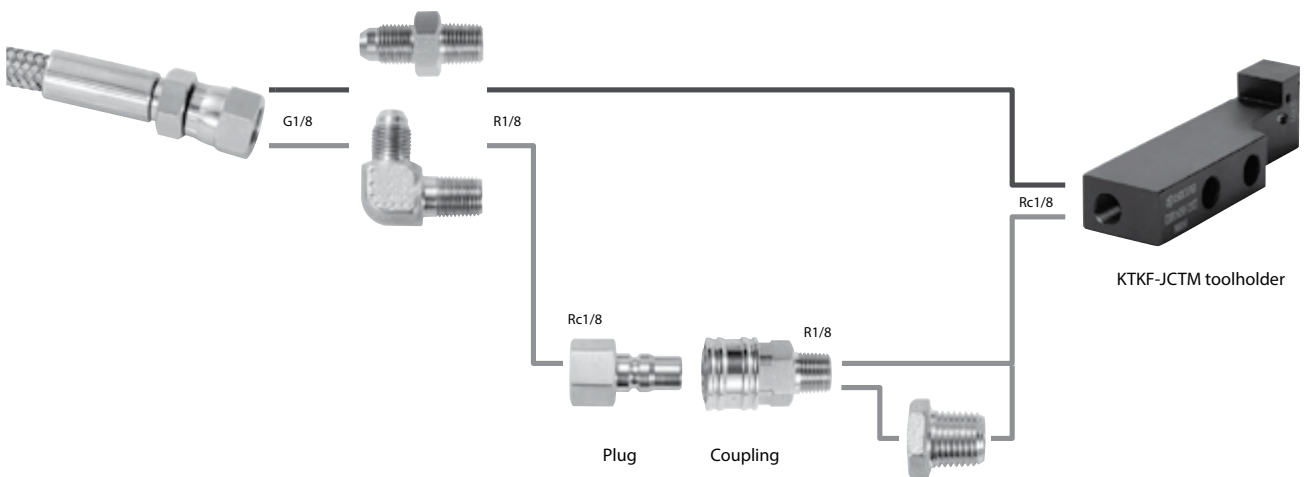 G1/8
R1/8
Rc1/8
KTKF-JCTM toolholder
Rc1/8
R1/8
Plug
Coupling